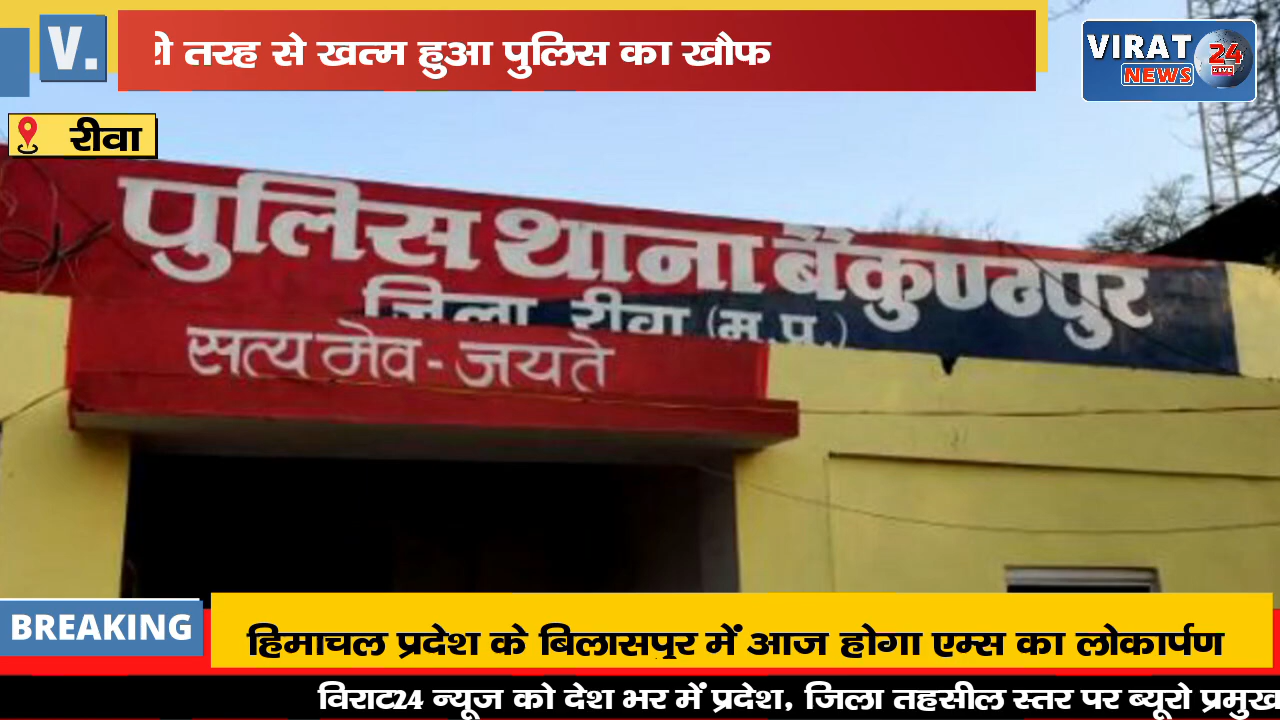 V.
तरह से खत्म हुआ पुलिस का खौफ
VIRAT
NEWS
24
LIVE
रीवा
पुलिस थाना बैकुण्ठपुर
जिला रीवा (म.प्र.)
सत्य मेव - जयते
BREAKING
हिमाचल प्रदेश के बिलासपुर में आज होगा एम्स का लोकार्पण
विराट24 न्यूज को देश भर में प्रदेश, जिला तहसील स्तर पर ब्यूरो प्रमुख